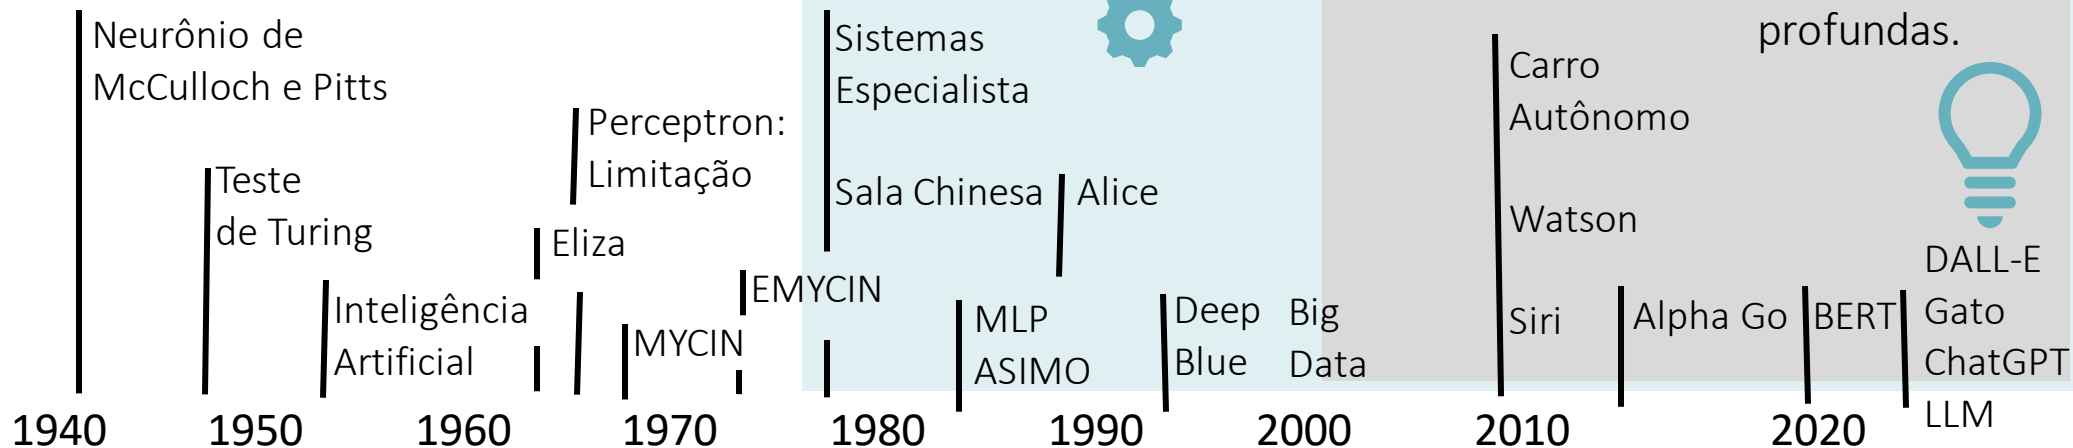 Neurônio de
McCulloch e Pitts
Teste
de Turing
Inteligência
Artificial
Eliza
Perceptron:
Limitação
MYCIN
EMYCIN
Sistemas
Especialista
Sala Chinesa
MLP
ASIMO
Alice
Deep
Blue
Big
Data
Carro
Autônomo
Watson
Siri
Alpha Go
BERT
profundas.
DALL-E
Gato
ChatGPT
LLM
1940 1950 1960 1970 1980 1990 2000 2010 2020